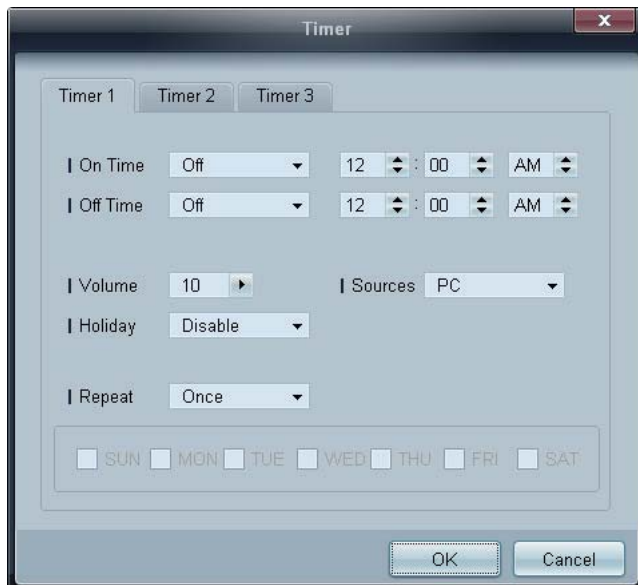 Timer
x
Timer 1 Timer 2 Timer 3
On Time Off 12 : 00 AM
Off Time Off 12 : 00 AM
Volume 10 Sources PC
Holiday Disable
Repeat Once
SUN MON TUE WED THU FRI SAT
OK Cancel